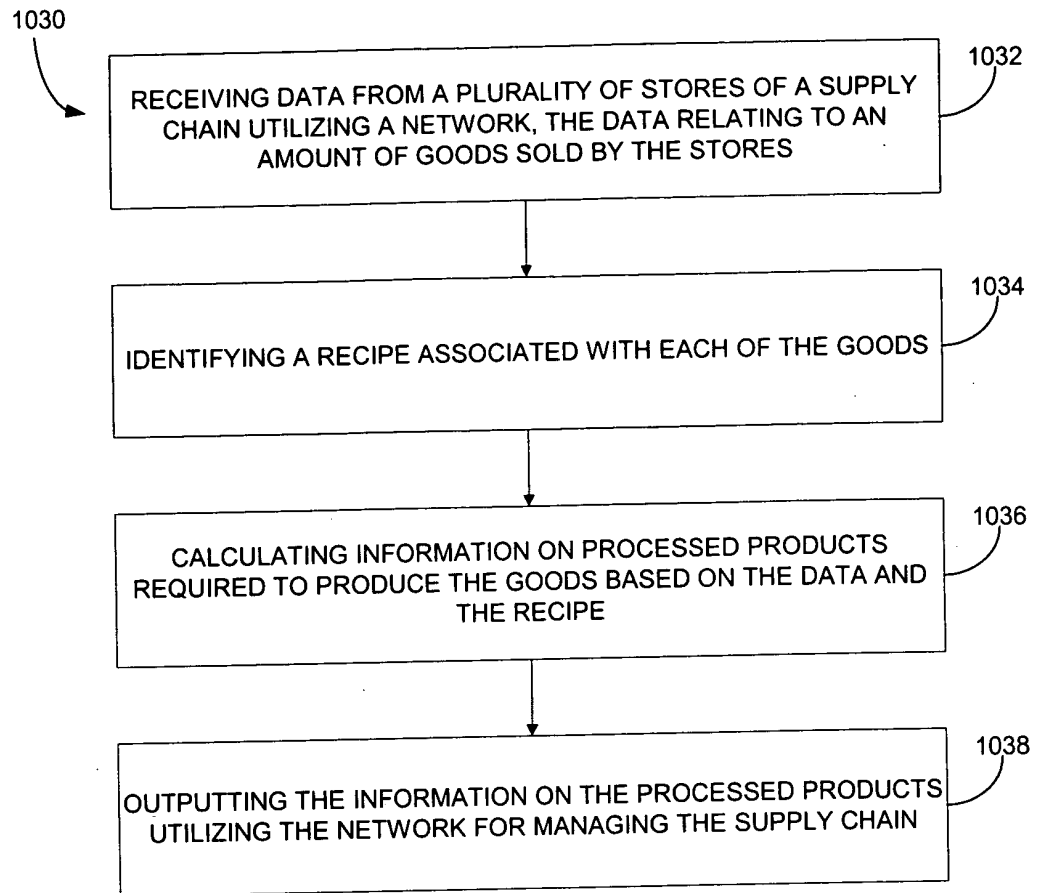 1030
1032
RECEIVING DATA FROM A PLURALITY OF STORES OF A SUPPLY
CHAIN UTILIZING A NETWORK, THE DATA RELATING TO AN
AMOUNT OF GOODS SOLD BY THE STORES
1034
IDENTIFYING A RECIPE ASSOCIATED WITH EACH OF THE GOODS
1036
CALCULATING INFORMATION ON PROCESSED PRODUCTS
REQUIRED TO PRODUCE THE GOODS BASED ON THE DATA AND
THE RECIPE
1038
OUTPUTTING THE INFORMATION ON THE PROCESSED PRODUCTS
UTILIZING THE NETWORK FOR MANAGING THE SUPPLY CHAIN